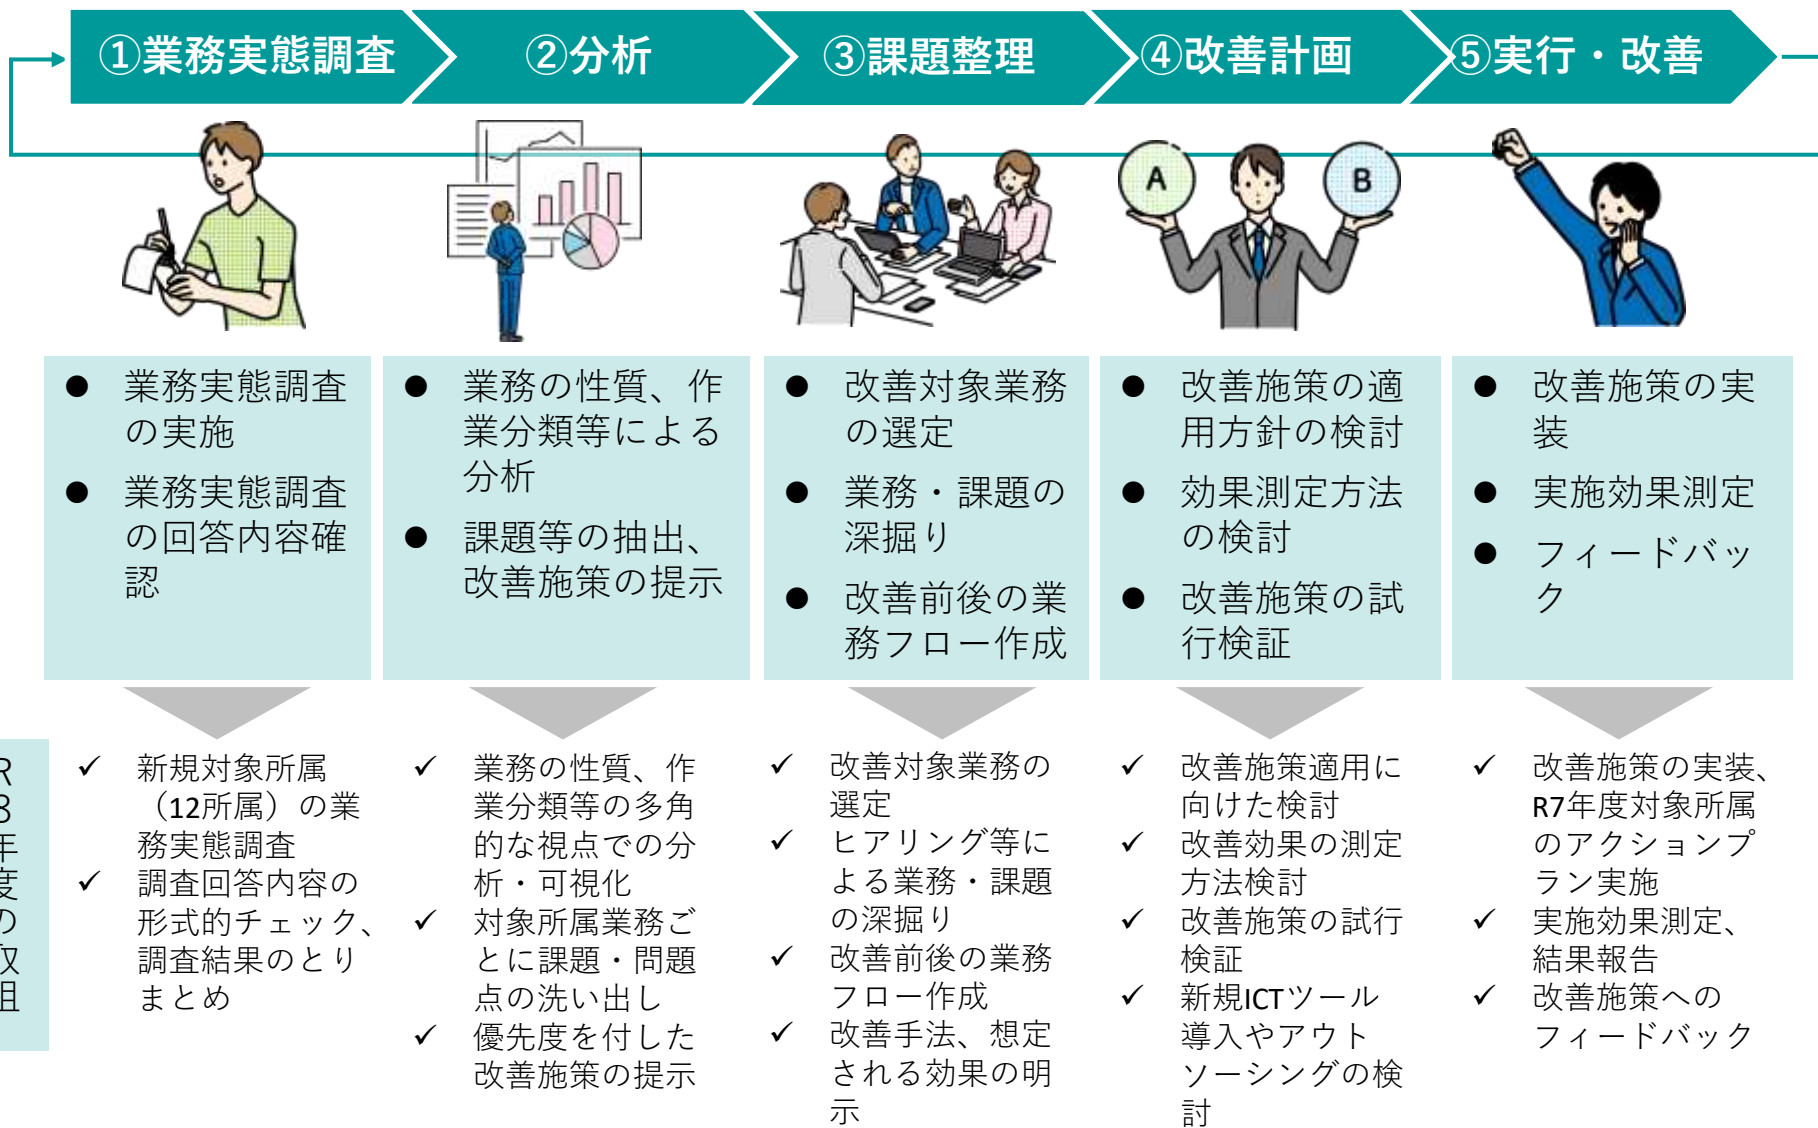 ①業務実態調査
②分析
③課題整理
④改善計画
⑤実行・改善
A
B
● 業務実態調査
の実施
● 業務実態調査
の回答内容確
認
● 業務の性質、作
業分類等による
分析
● 課題等の抽出、
改善施策の提示
● 改善対象業務
の選定
● 業務・課題の
深掘り
● 改善前後の業
務フロー作成
● 改善施策の適
用方針の検討
● 効果測定方法
の検討
● 改善施策の試
行検証
● 改善施策の実
装
● 実施効果測定
● フィードバッ
ク
R8年度の取組
✓ 新規対象所属
（12所属）の業
務実態調査
✓ 調査回答内容の
形式的チェック、
調査結果のとり
まとめ
✓ 業務の性質、作
業分類等の多角
的な視点での分
析・可視化
✓ 対象所属業務ご
とに課題・問題
点の洗い出し
✓ 優先度を付した
改善施策の提示
✓ 改善対象業務の
選定
✓ ヒアリング等に
よる業務・課題
の深掘り
✓ 改善前後の業務
フロー作成
✓ 改善手法、想定
される効果の明
示
✓ 改善施策適用に
向けた検討
✓ 改善効果の測定
方法検討
✓ 改善施策の試行
検証
✓ 新規ICTツール
導入やアウト
ソーシングの検
討
✓ 改善施策の実装、
R7年度対象所属
のアクションプ
ラン実施
✓ 実施効果測定、
結果報告
✓ 改善施策への
フィードバック